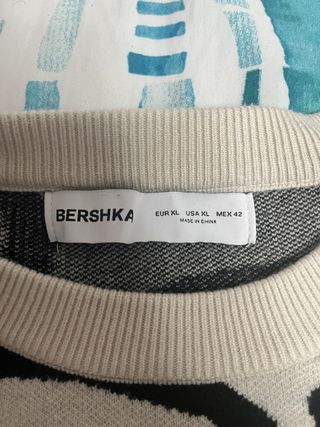 BERSHKA
EUR XL USA XL MEX 42
MADE IN CHINA